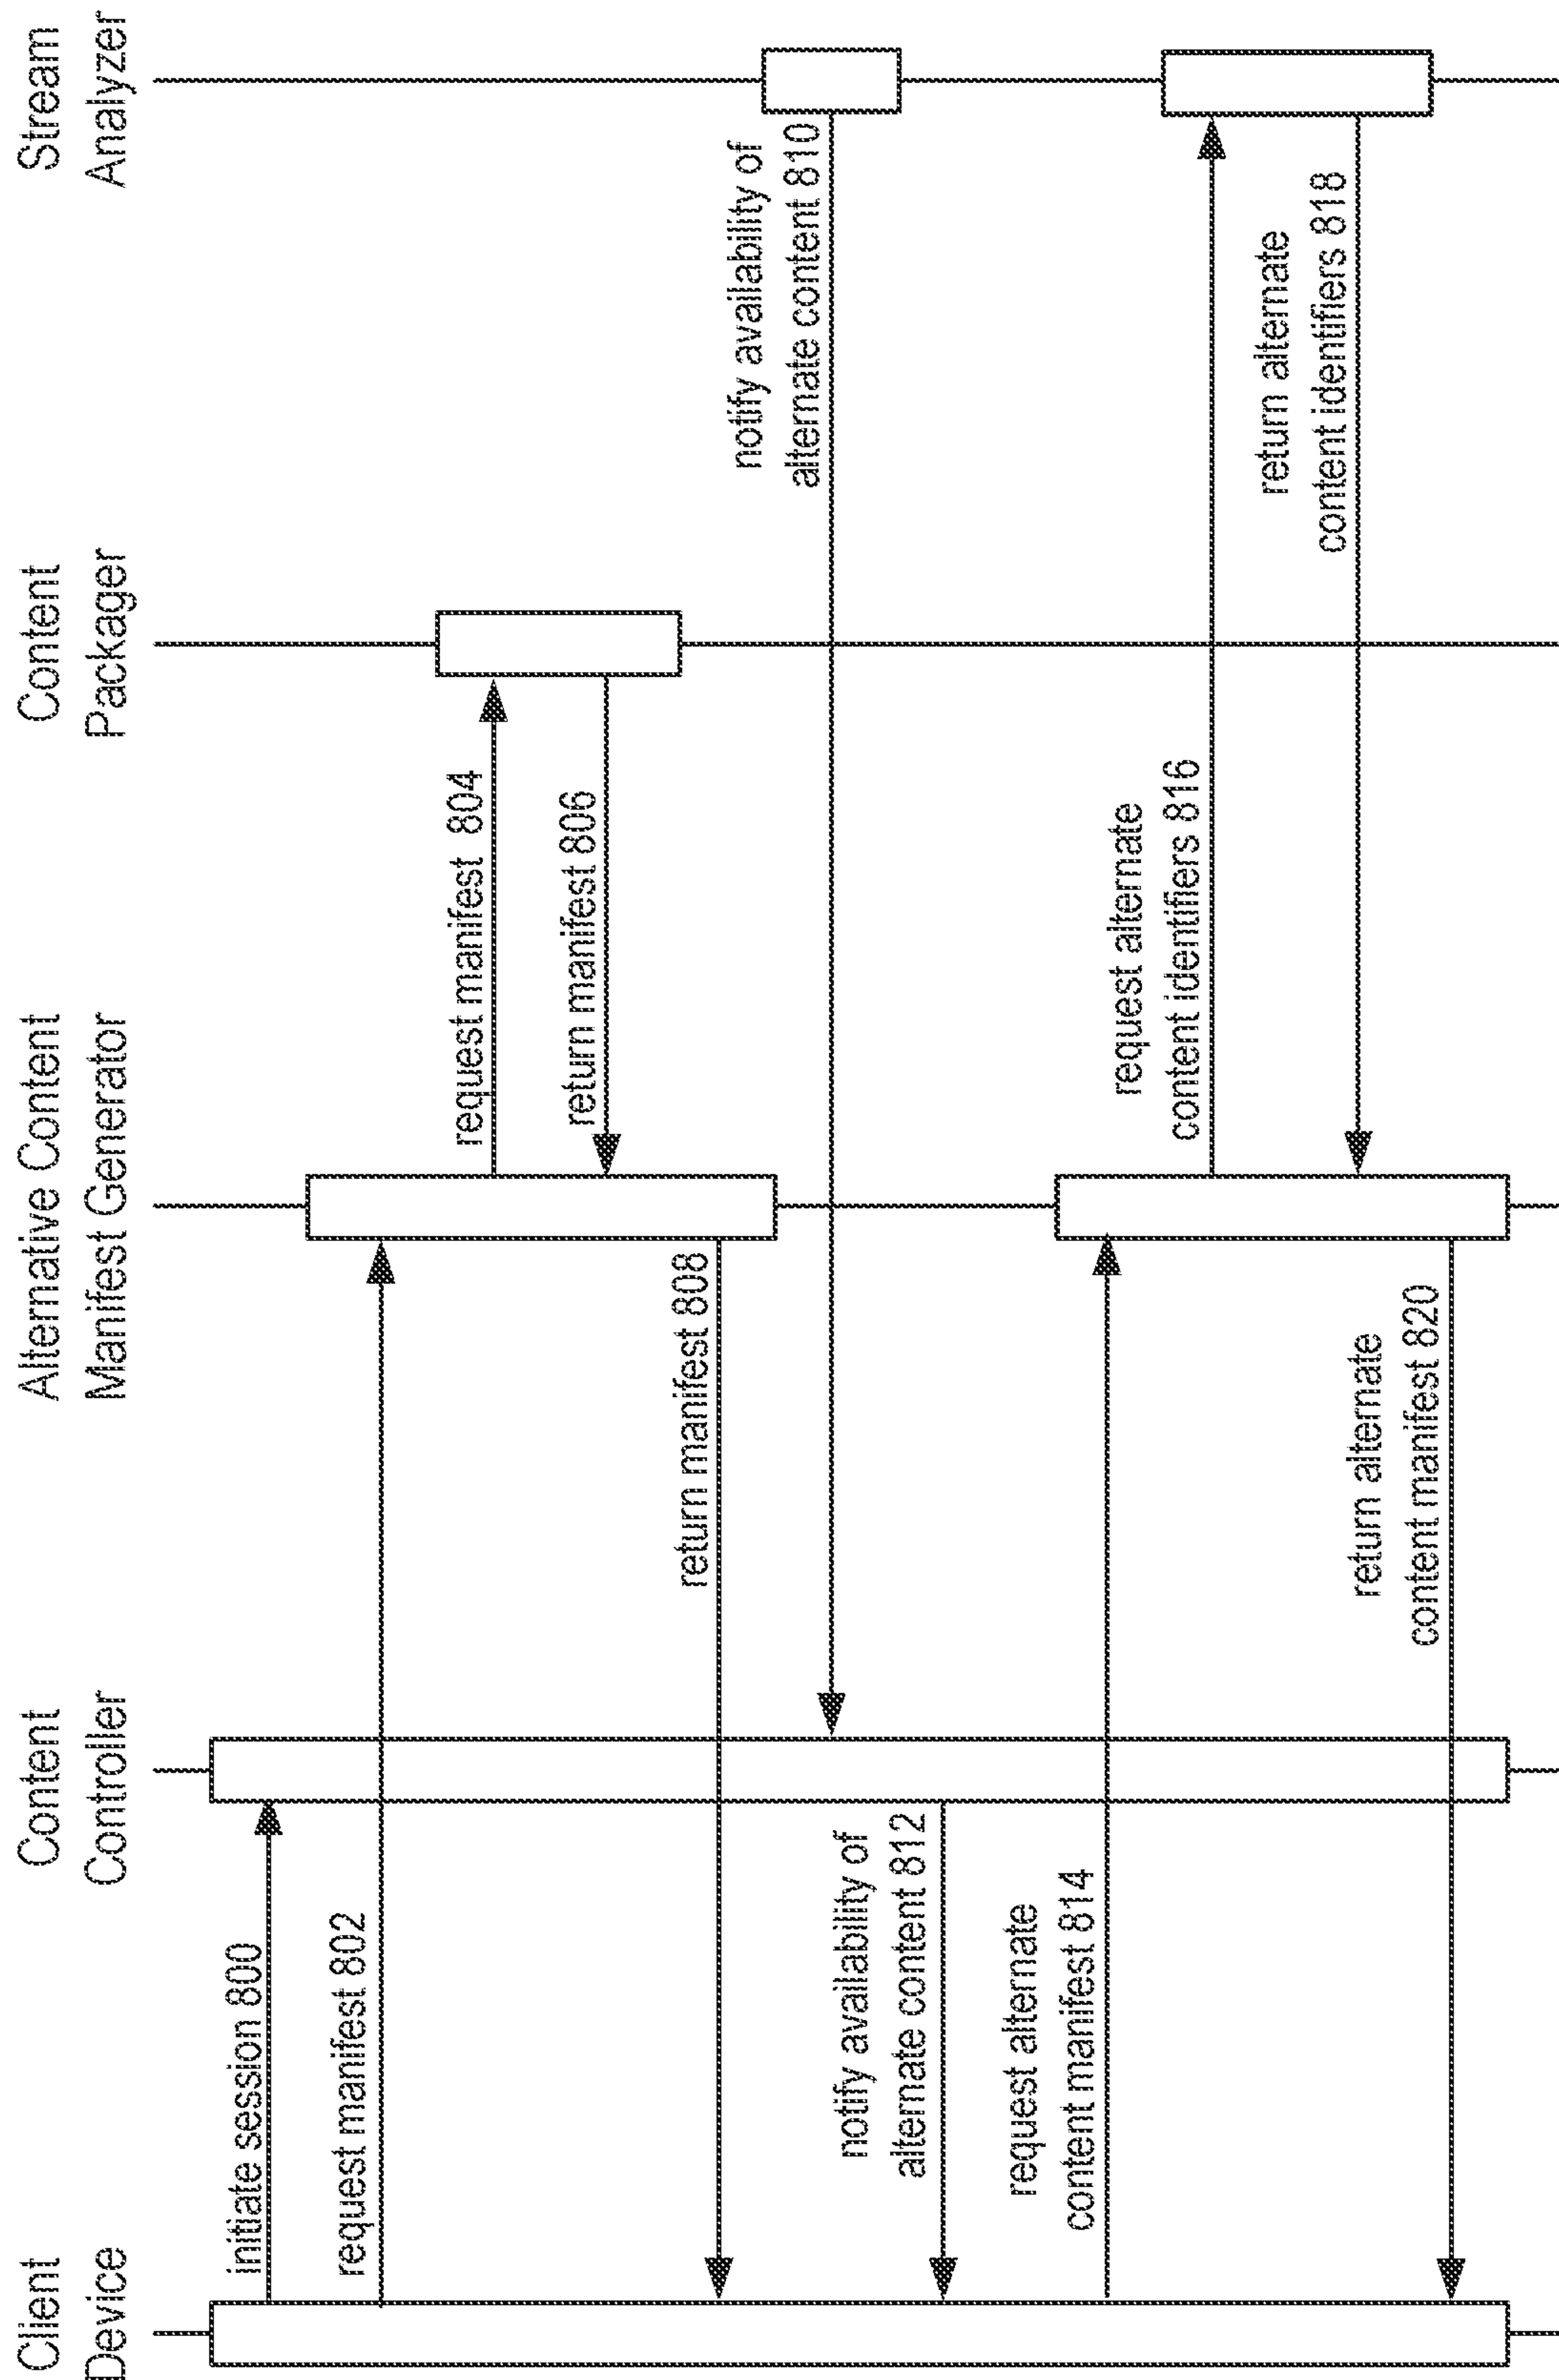 Client
Device
Content
Controller
Alternative Content
Manifest Generator
Content
Packager
Stream
Analyzer
initiate session 800
request manifest 802
request manifest 804
return manifest 806
return manifest 808
notify availability of
alternate content 810
notify availability of
alternate content 812
request alternate
content manifest 814
request alternate
content identifiers 816
return alternate
content identifiers 818
return alternate
content manifest 820